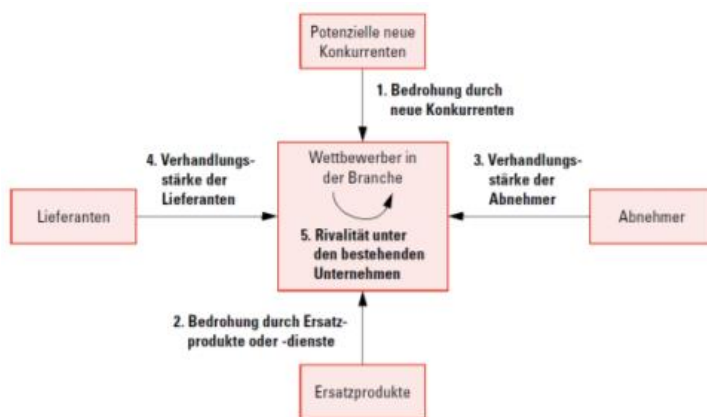 Potenzielle neue
Konkurrenten
1. Bedrohung durch
neue Konkurrenten
4. Verhandlungs-
stärke der
Lieferanten
Wettbewerber in
der Branche
3. Verhandlungs-
stärke der
Abnehmer
Lieferanten
5. Rivalität unter
den bestehenden
Unternehmen
Abnehmer
2. Bedrohung durch Ersatz-
produkte oder -dienste
Ersatzprodukte